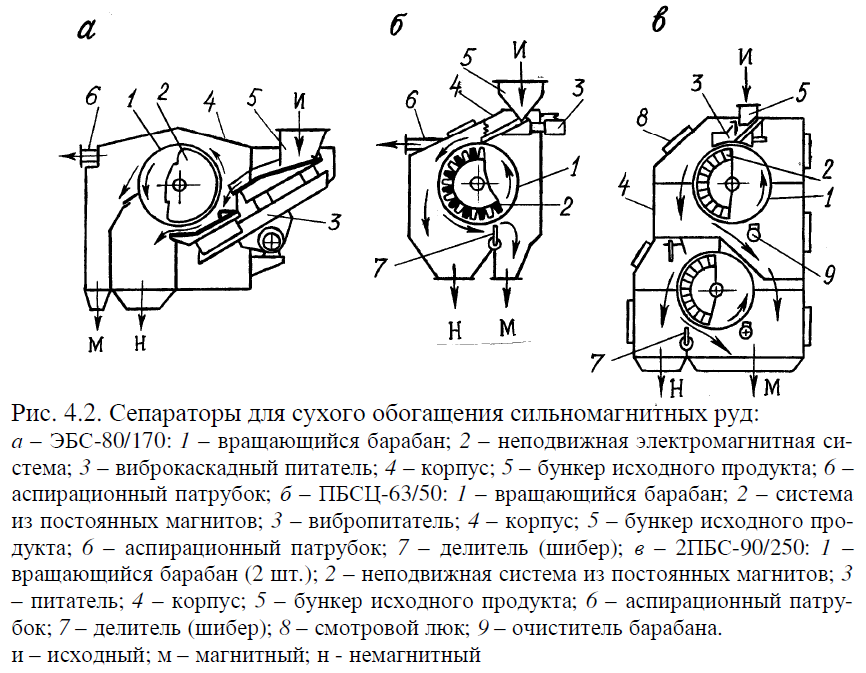 а
б
в
6
1
2
4
5
И
3
М
Н
И
5
4
3
6
1
2
7
Н
М
И
3
5
8
2
1
4
9
7
Н
М
Рис. 4.2. Сепараторы для сухого обогащения сильномагнитных руд:
а – ЭБС-80/170: 1 – вращающийся барабан; 2 – неподвижная электромагнитная си-
стема; 3 – виброкаскадный питатель; 4 – корпус; 5 – бункер исходного продукта; 6 –
аспирационный патрубок; б – ПБСЦ-63/50: 1 – вращающийся барабан; 2 – система
из постоянных магнитов; 3 – вибропитатель; 4 – корпус; 5 – бункер исходного про-
дукта; 6 – аспирационный патрубок; 7 – делитель (шибер); в – 2ПБС-90/250: 1 –
вращающийся барабан (2 шт.); 2 – неподвижная система из постоянных магнитов; 3
– питатель; 4 – корпус; 5 – бункер исходного продукта; 6 – аспирационный патру-
бок; 7 – делитель (шибер); 8 – смотровой люк; 9 – очиститель барабана.
и – исходный; м – магнитный; н - немагнитный